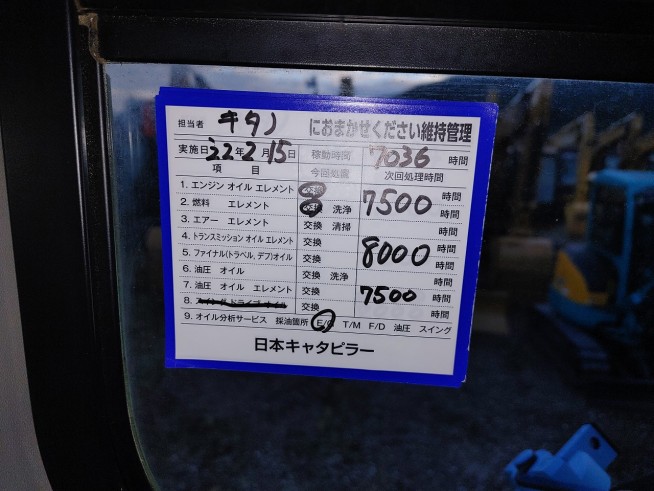 担当者 キタノ におまかせください維持管理
実施日 '22年2月15日 稼動時間 7036 時間
項 目 今回処置 次回処理時間
1. エンジン オイル エレメント 交換 7500 時間
2. 燃料 エレメント 交換 洗浄 時間
3. エアー エレメント 交換 清掃 時間
4. トランスミッション オイル エレメント 交換 8000 時間
5. ファイナル(トラベル、デフ)オイル 交換 時間
6. 油圧 オイル 交換 洗浄 時間
7. 油圧 オイル エレメント 交換 7500 時間
8. 交換 時間
9. オイル分析サービス 採油箇所 E/G T/M F/D 油圧 スイング
日本キャタピラー